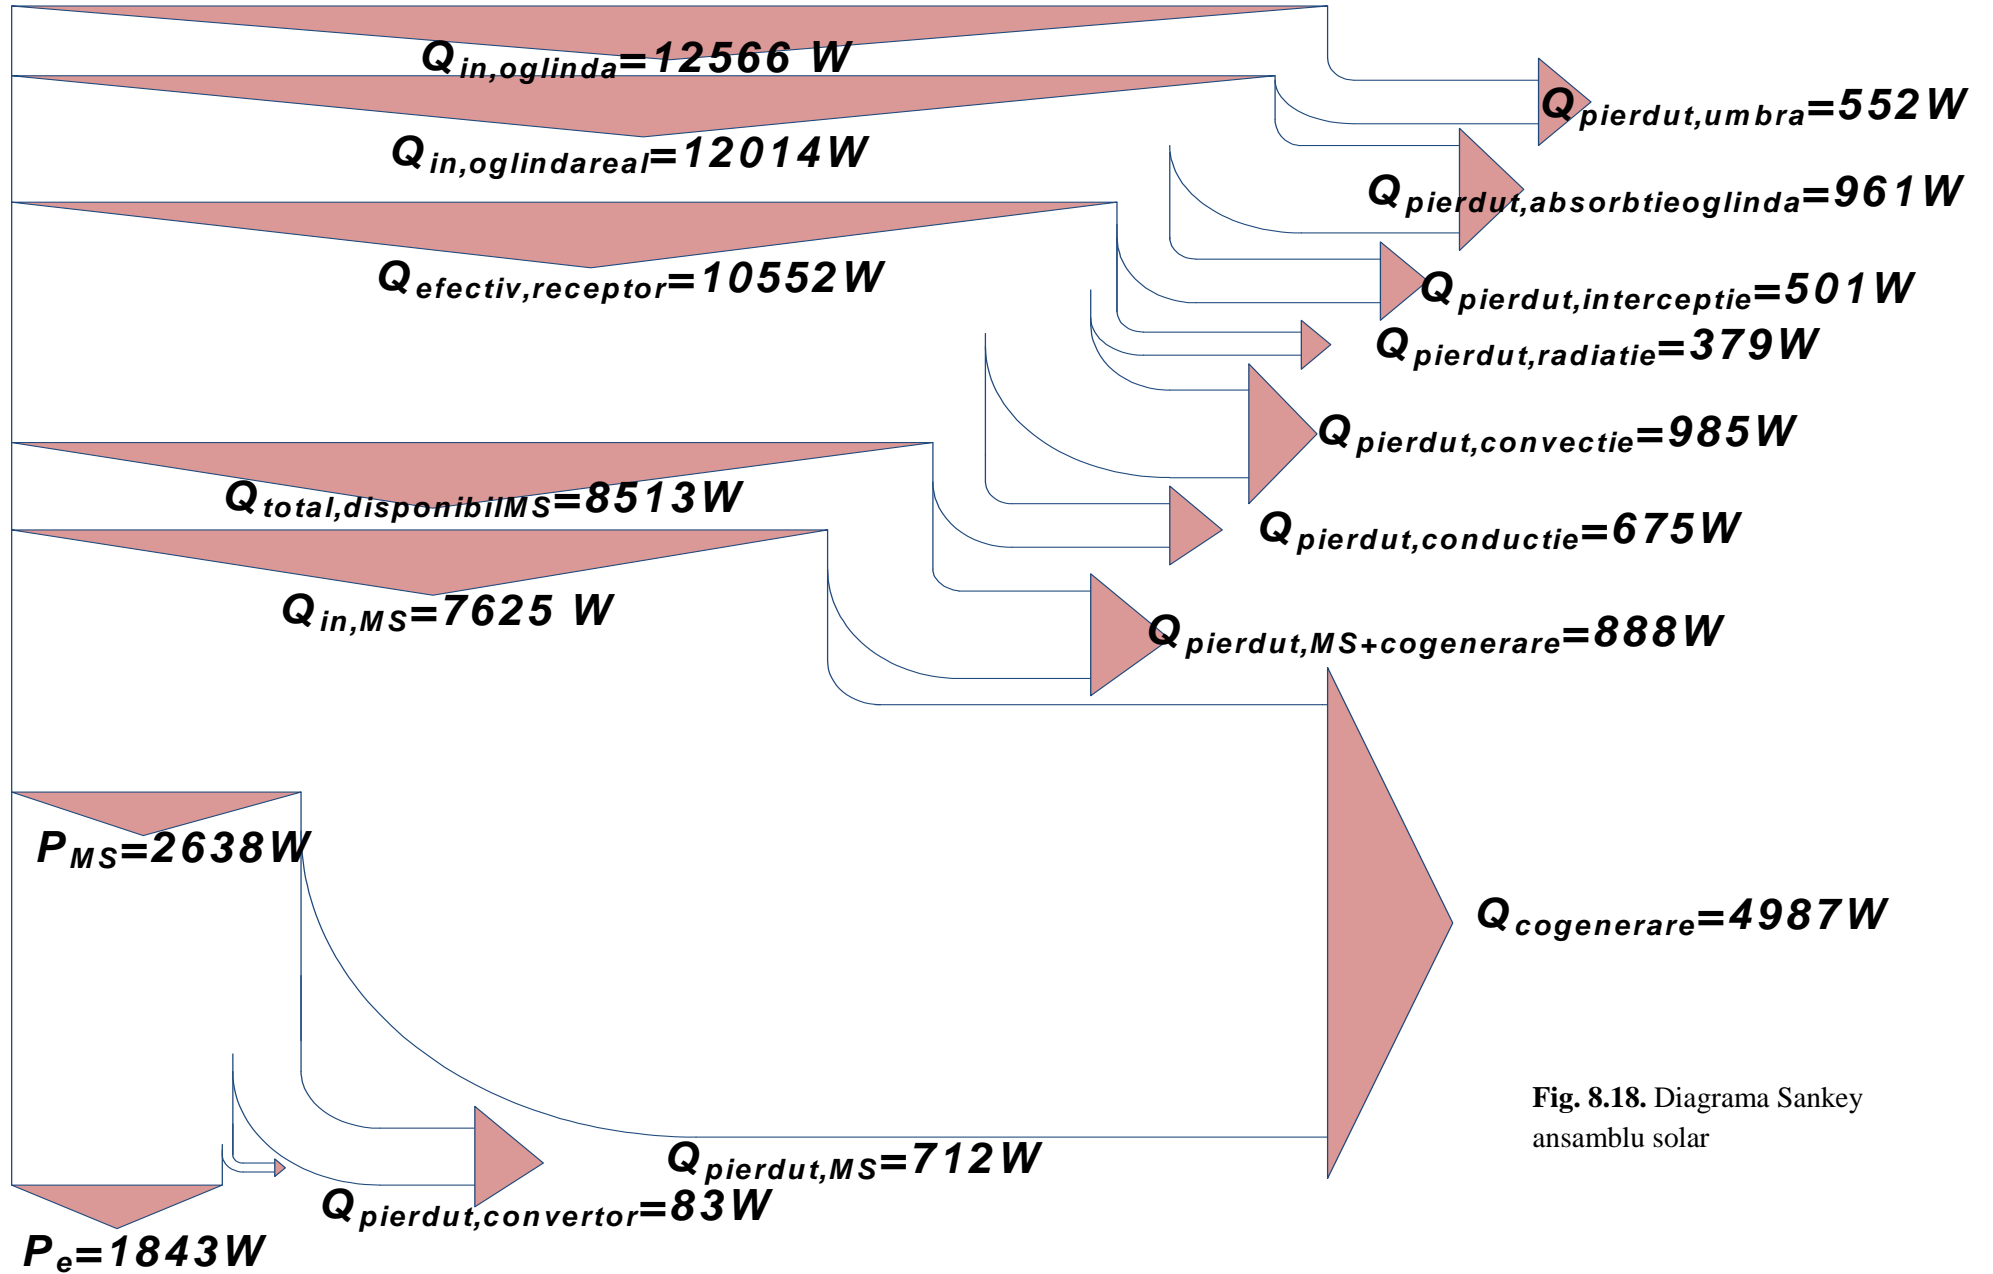 Q in,oglinda=12566 W
Q pierdut,umbra=552W
Q in,oglindareal=12014W
Q pierdut,absorbtieoglinda=961W
Q efectiv,receptor=10552W
Q pierdut,interceptie=501W
Q pierdut,radiatie=379W
Q pierdut,convectie=985W
Q total,disponibilMS=8513W
Q pierdut,conductie=675W
Q in,MS=7625 W
Q pierdut,MS+cogenerare=888W
P MS=2638W
Q cogenerare=4987W
Fig. 8.18. Diagrama Sankey
ansamblu solar
Q pierdut,MS=712W
Q pierdut,convertor=83W
P e=1843W